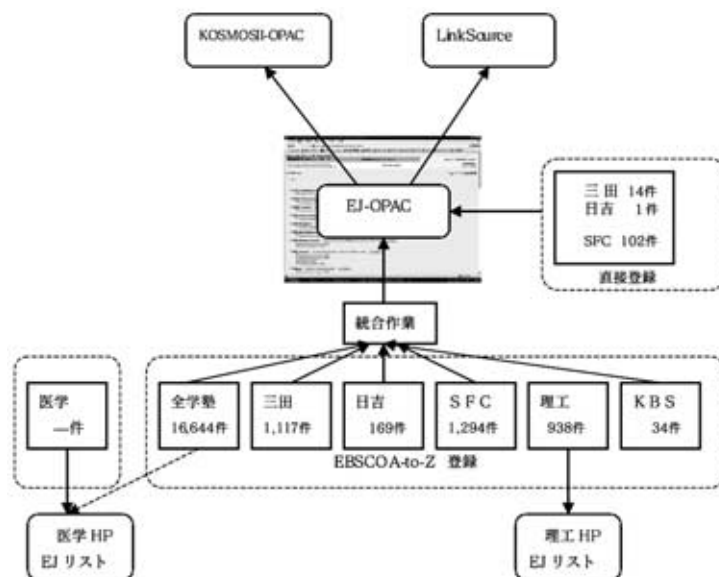 KOSMOSII-OPAC
LinkSource
EJ-OPAC
三田 14件
日吉 1件
SFC 102件
直接登録
統合作業
医学
―件
全学塾
16,644件
三田
1,117件
日吉
169件
SFC
1,294件
理工
938件
KBS
34件
EBSCO A-to-Z 登録
医学 HP
EJ リスト
理工 HP
EJ リスト